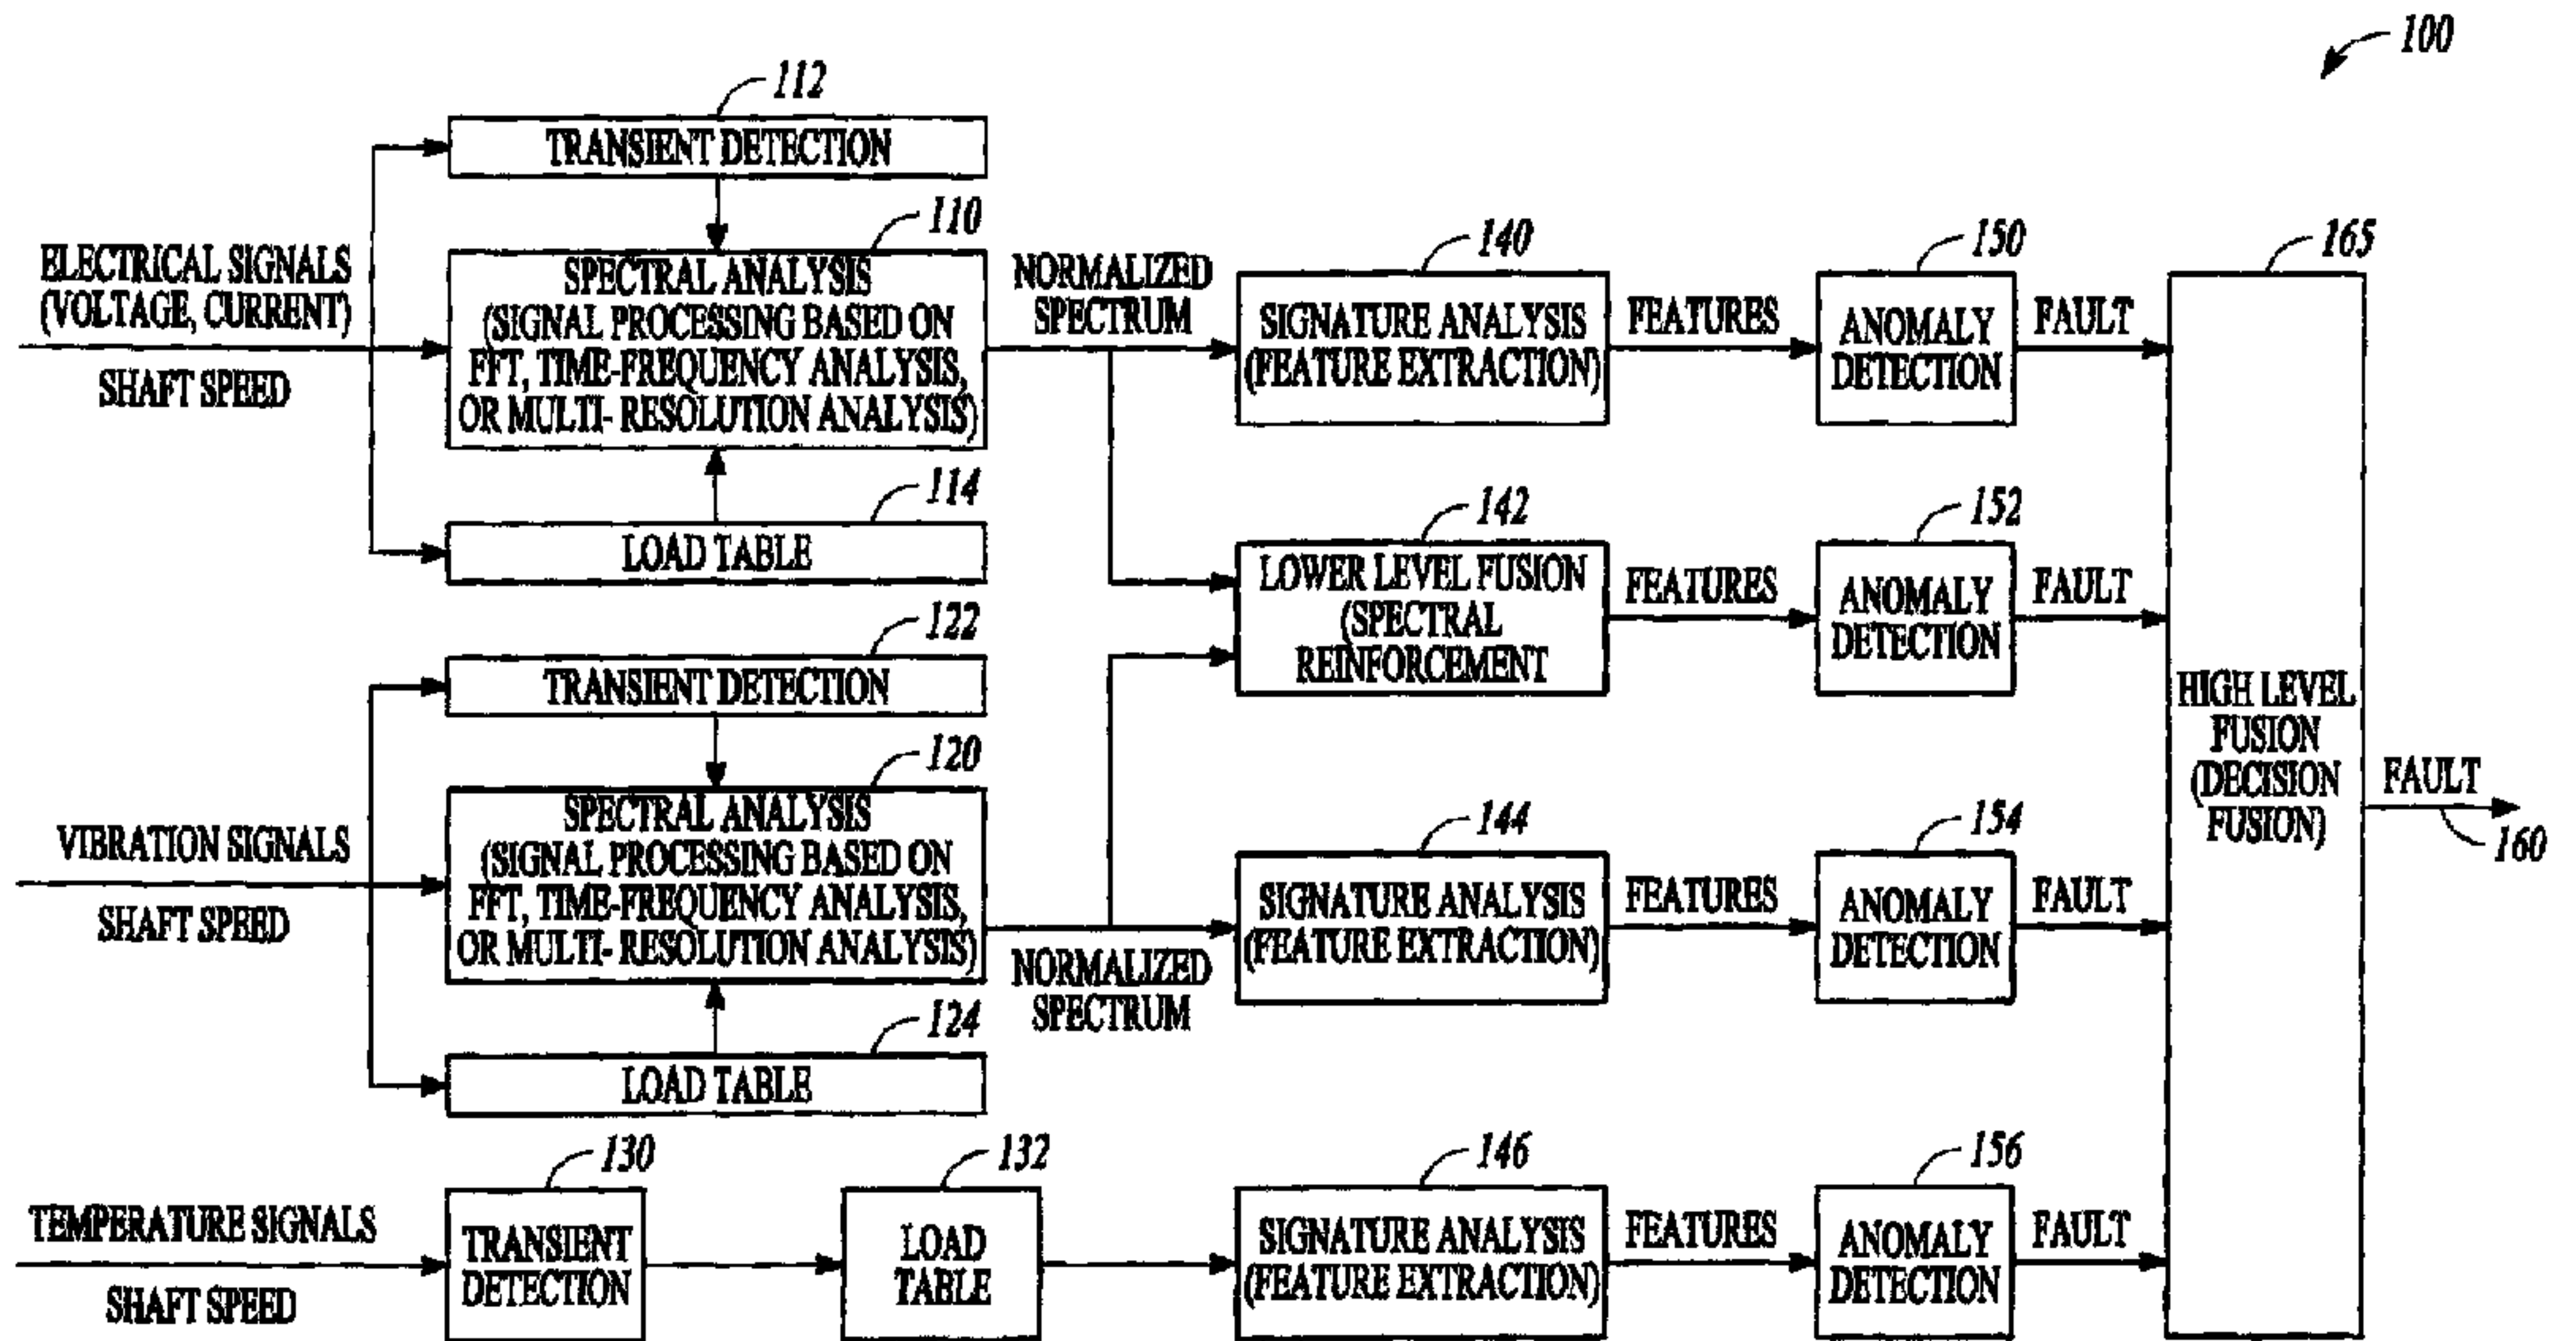 100
112
TRANSIENT DETECTION
110
ELECTRICAL SIGNALS
(VOLTAGE, CURRENT)
SHAFT SPEED
SPECTRAL ANALYSIS
(SIGNAL PROCESSING BASED ON
FFT, TIME-FREQUENCY ANALYSIS,
OR MULTI- RESOLUTION ANALYSIS)
114
LOAD TABLE
NORMALIZED
SPECTRUM
140
SIGNATURE ANALYSIS
(FEATURE EXTRACTION)
FEATURES
150
ANOMALY
DETECTION
FAULT
165
142
LOWER LEVEL FUSION
(SPECTRAL
REINFORCEMENT
FEATURES
152
ANOMALY
DETECTION
FAULT
122
TRANSIENT DETECTION
120
VIBRATION SIGNALS
SHAFT SPEED
SPECTRAL ANALYSIS
(SIGNAL PROCESSING BASED ON
FFT, TIME-FREQUENCY ANALYSIS,
OR MULTI- RESOLUTION ANALYSIS)
124
LOAD TABLE
NORMALIZED
SPECTRUM
144
SIGNATURE ANALYSIS
(FEATURE EXTRACTION)
FEATURES
154
ANOMALY
DETECTION
FAULT
HIGH LEVEL
FUSION
(DECISION
FUSION)
FAULT
160
TEMPERATURE SIGNALS
SHAFT SPEED
130
TRANSIENT
DETECTION
132
LOAD
TABLE
146
SIGNATURE ANALYSIS
(FEATURE EXTRACTION)
FEATURES
156
ANOMALY
DETECTION
FAULT